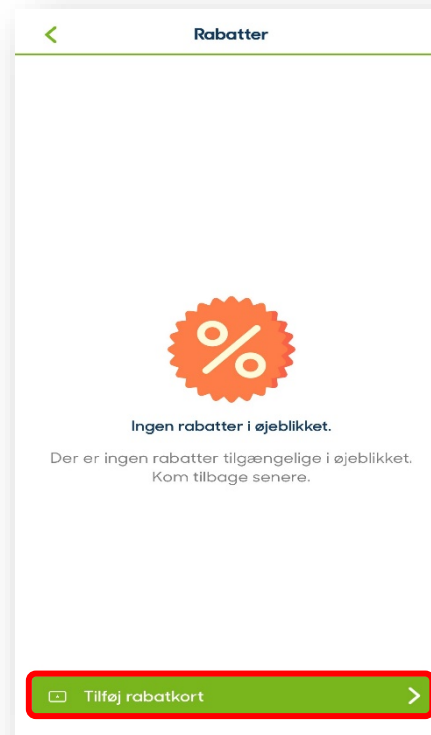 Rabatter
%
Ingen rabatter i øjeblikket.
Der er ingen rabatter tilgængelige i øjeblikket.
Kom tilbage senere.
Tilføj rabatkort